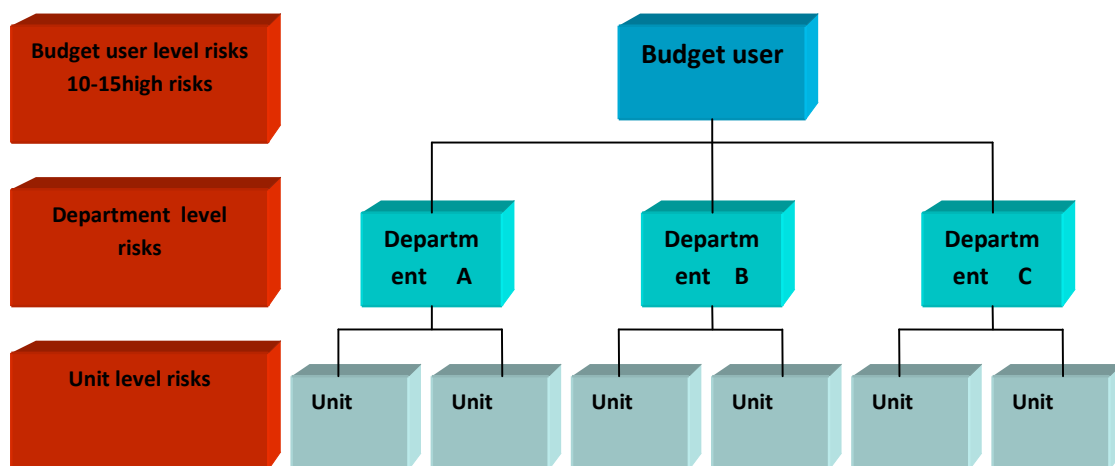 Budget user level risks
10-15high risks
Budget user
Department level
risks
Departm
ent A
Departm
ent B
Departm
ent C
Unit level risks
Unit
Unit
Unit
Unit
Unit
Unit